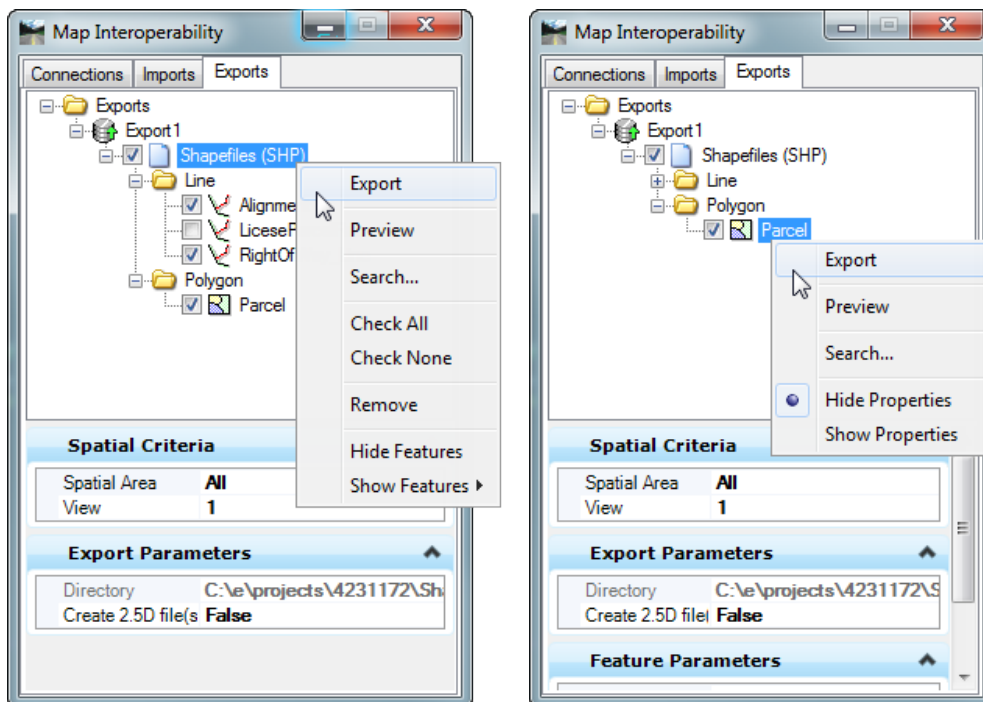 Map Interoperability
Connections Imports Exports
Exports
Export1
Shapefiles (SHP)
Line
Alignme
LiceseF
RightOf
Polygon
Parcel
Export
Preview
Search...
Check All
Check None
Remove
Hide Features
Show Features
Spatial Criteria
Spatial Area All
View 1
Export Parameters
Directory C:\e\projects\4231172\Sh
Create 2.5D file(s False
Map Interoperability
Connections Imports Exports
Exports
Export1
Shapefiles (SHP)
Line
Polygon
Parcel
Export
Preview
Search...
Hide Properties
Show Properties
Spatial Criteria
Spatial Area All
View 1
Export Parameters
Directory C:\e\projects\4231172\S
Create 2.5D file( False
Feature Parameters